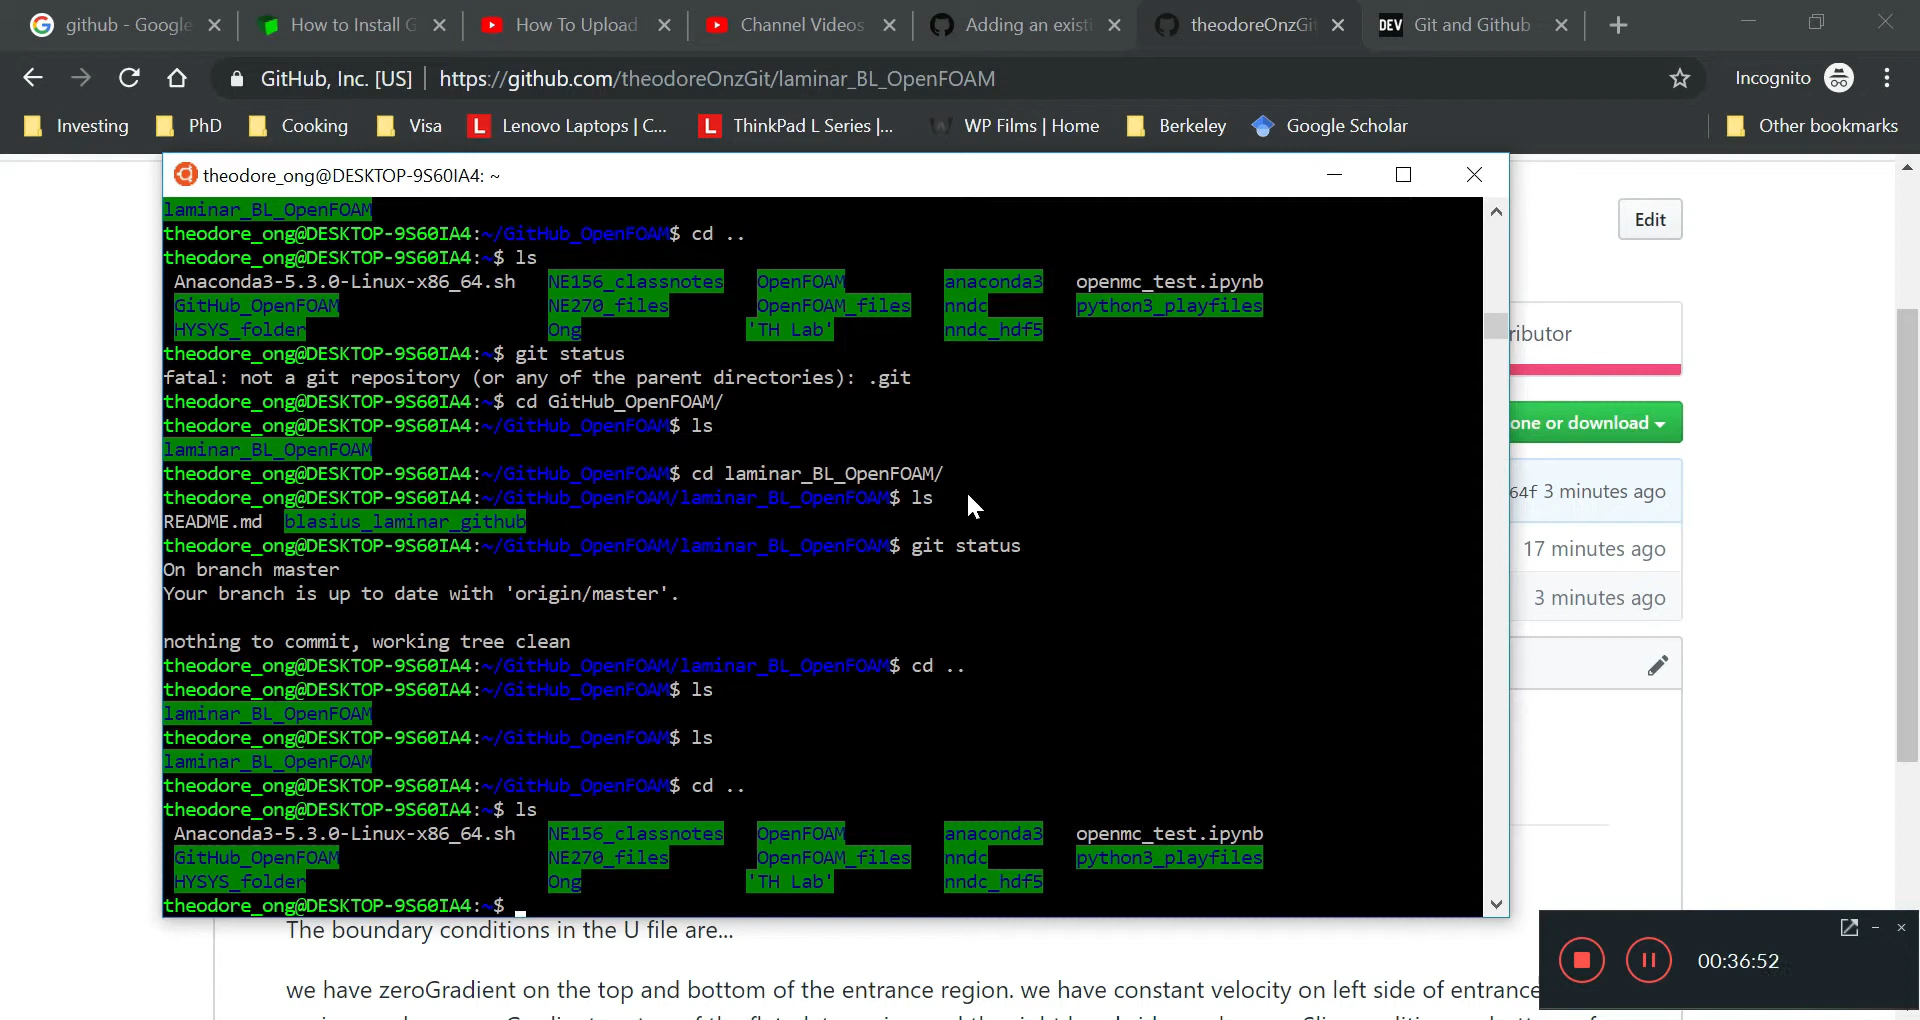 github - Google
How to Install G
How To Upload
Channel Videos
Adding an existi
theodoreOnzGit
DEV Git and Github
GitHub, Inc. [US] https://github.com/theodoreOnzGit/laminar_BL_OpenFOAM
Incognito
Investing PhD Cooking Visa Lenovo Laptops | C... ThinkPad L Series |... WP Films | Home Berkeley Google Scholar Other bookmarks
theodore_ong@DESKTOP-9S60IA4: ~
Edit
ributor
one or download
64f 3 minutes ago
17 minutes ago
3 minutes ago
laminar_BL_OpenFOAM
theodore_ong@DESKTOP-9S60IA4:~/GitHub_OpenFOAM$ cd ..
theodore_ong@DESKTOP-9S60IA4:~$ ls
Anaconda3-5.3.0-Linux-x86_64.sh NE156_classnotes OpenFOAM anaconda3 openmc_test.ipynb
GitHub_OpenFOAM NE270_files OpenFOAM_files nndc python3_playfiles
HYSYS_folder Ong 'TH Lab' nndc_hdf5
theodore_ong@DESKTOP-9S60IA4:~$ git status
fatal: not a git repository (or any of the parent directories): .git
theodore_ong@DESKTOP-9S60IA4:~$ cd GitHub_OpenFOAM/
theodore_ong@DESKTOP-9S60IA4:~/GitHub_OpenFOAM$ ls
laminar_BL_OpenFOAM
theodore_ong@DESKTOP-9S60IA4:~/GitHub_OpenFOAM$ cd laminar_BL_OpenFOAM/
theodore_ong@DESKTOP-9S60IA4:~/GitHub_OpenFOAM/laminar_BL_OpenFOAM$ ls
README.md blasius_laminar_github
theodore_ong@DESKTOP-9S60IA4:~/GitHub_OpenFOAM/laminar_BL_OpenFOAM$ git status
On branch master
Your branch is up to date with 'origin/master'.
nothing to commit, working tree clean
theodore_ong@DESKTOP-9S60IA4:~/GitHub_OpenFOAM/laminar_BL_OpenFOAM$ cd ..
theodore_ong@DESKTOP-9S60IA4:~/GitHub_OpenFOAM$ ls
laminar_BL_OpenFOAM
theodore_ong@DESKTOP-9S60IA4:~/GitHub_OpenFOAM$ ls
laminar_BL_OpenFOAM
theodore_ong@DESKTOP-9S60IA4:~/GitHub_OpenFOAM$ cd ..
theodore_ong@DESKTOP-9S60IA4:~$ ls
Anaconda3-5.3.0-Linux-x86_64.sh NE156_classnotes OpenFOAM anaconda3 openmc_test.ipynb
GitHub_OpenFOAM NE270_files OpenFOAM_files nndc python3_playfiles
HYSYS_folder Ong 'TH Lab' nndc_hdf5
theodore_ong@DESKTOP-9S60IA4:~$
The boundary conditions in the U file are...
we have zeroGradient on the top and bottom of the entrance region. we have constant velocity on left side of entrance
00:36:52